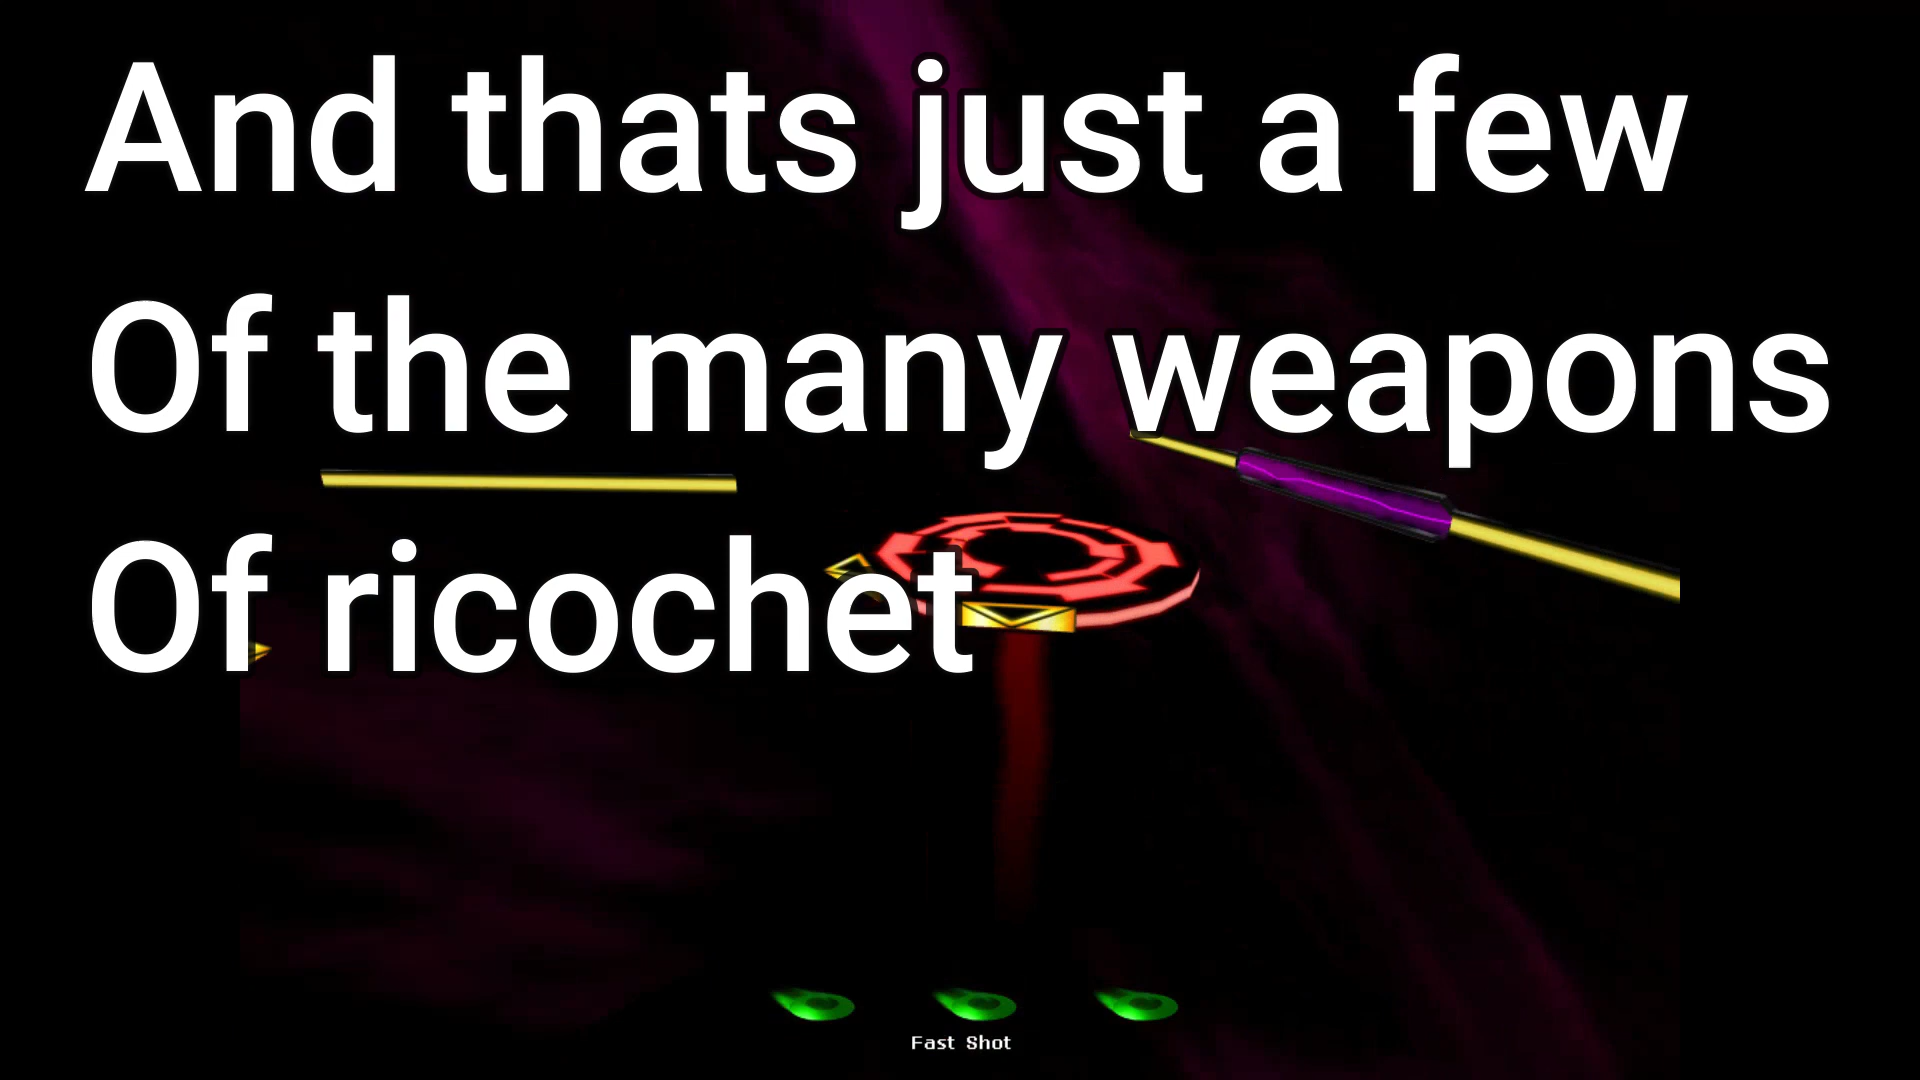 And thats just a few
Of the many weapons
Of ricochet
Fast Shot